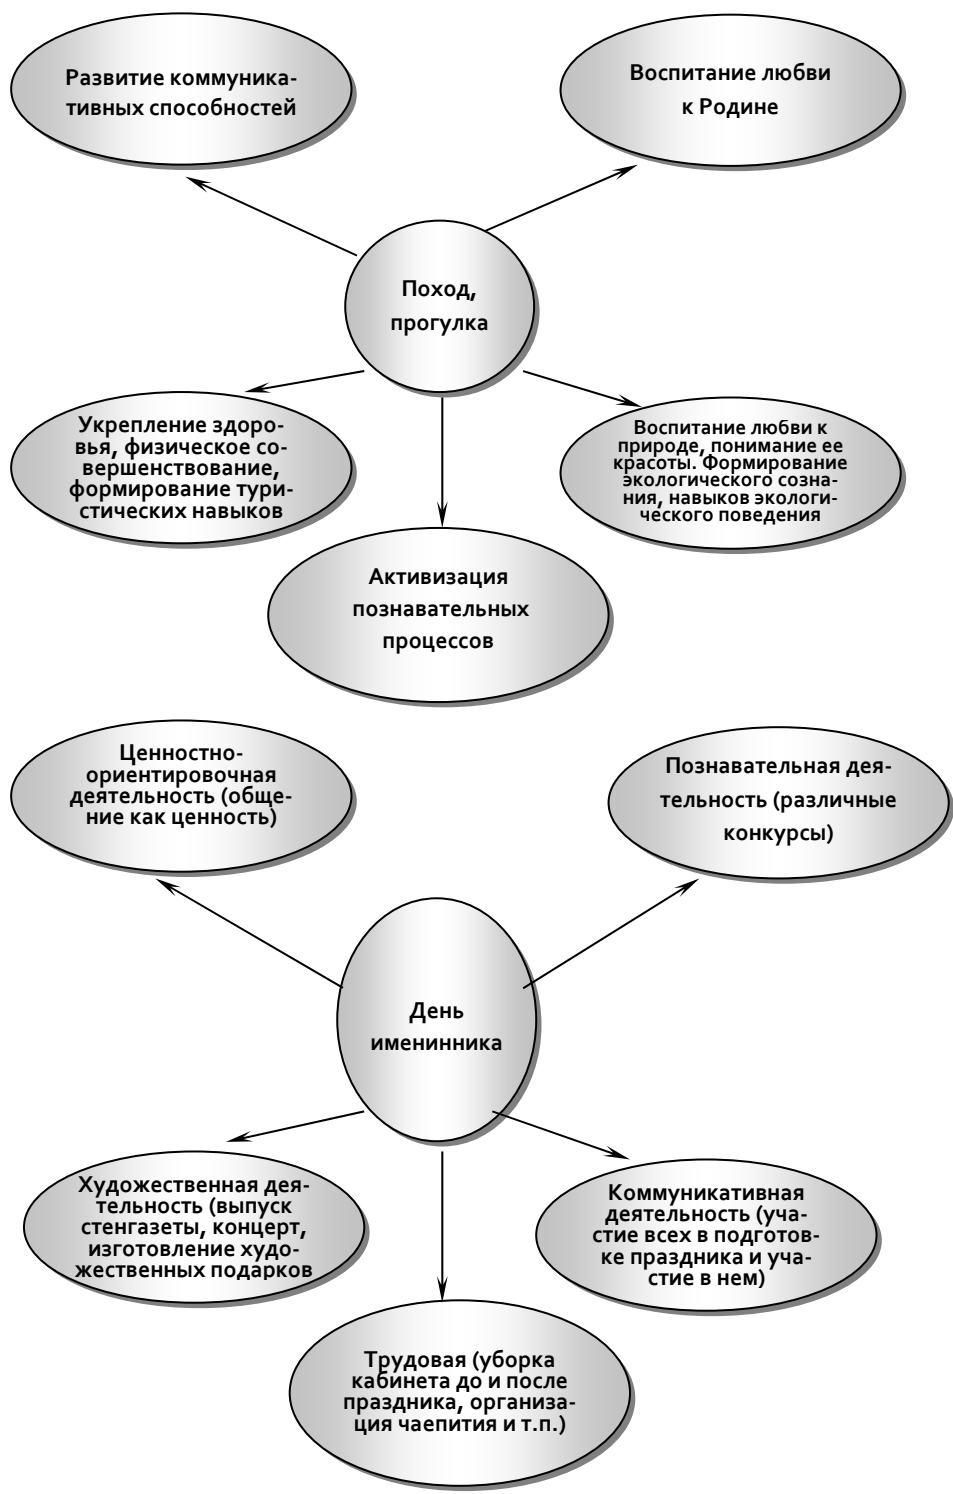 Развитие коммуника-
тивных способностей
Воспитание любви
к Родине
Поход,
прогулка
Укрепление здоро-
вья, физическое со-
вершенствование,
формирование тури-
стических навыков
Воспитание любви к
природе, понимание ее
красоты. Формирование
экологического созна-
ния, навыков экологи-
ческого поведения
Активизация
познавательных
процессов
Ценностно-
ориентировочная
деятельность (обще-
ние как ценность)
Познавательная дея-
тельность (различные
конкурсы)
День
именинника
Художественная дея-
тельность (выпуск
стенгазеты, концерт,
изготовление худо-
жественных подарков
Коммуникативная
деятельность (уча-
стие всех в подготов-
ке праздника и уча-
стие в нем)
Трудовая (уборка
кабинета до и после
праздника, организа-
ция чаепития и т.п.)